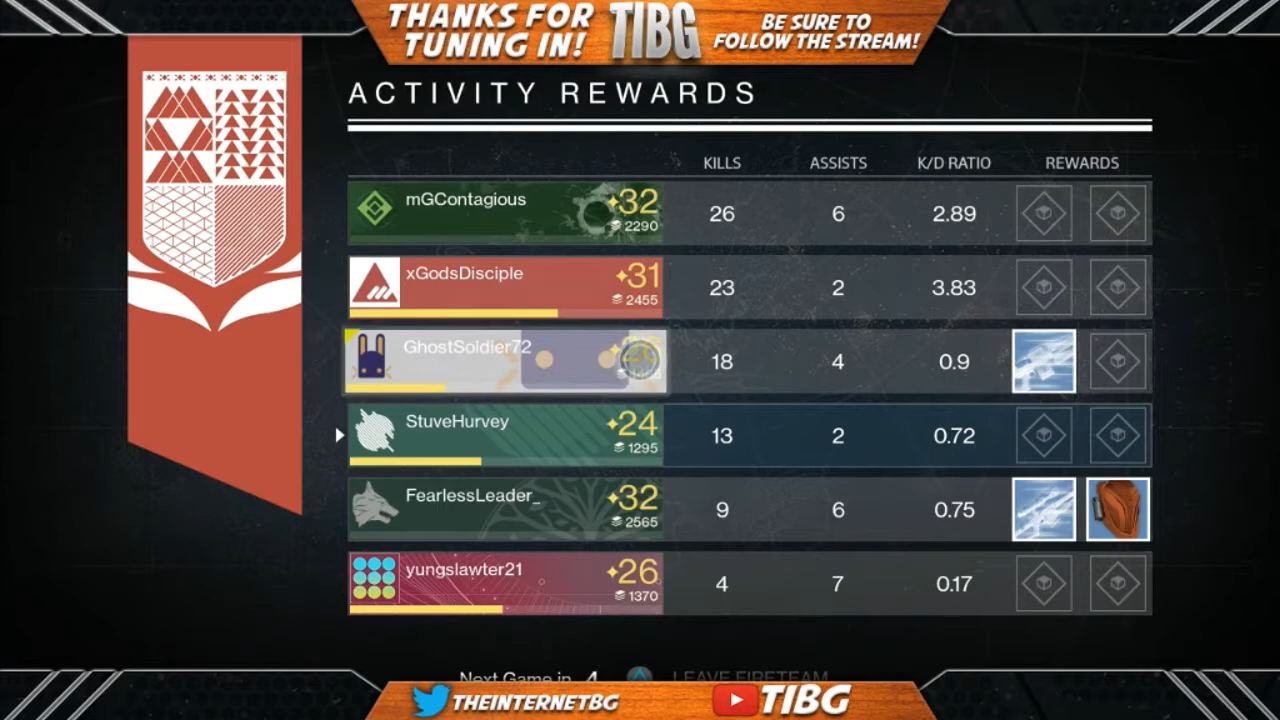 THANKS FOR
TUNING IN!
TIBG
BE SURE TO
FOLLOW THE STREAM!
ACTIVITY REWARDS
KILLS ASSISTS K/D RATIO REWARDS
mGContagious 32
2290
26 6 2.89
xGodsDisciple 31
2455
23 2 3.83
GhostSoldier72
18 4 0.9
StuveHurvey 24
1295
13 2 0.72
FearlessLeader_ 32
2565
9 6 0.75
yungslawter21 26
1370
4 7 0.17
Next Game in 4 LEAVE FIRETEAM
THEINTERNETBG TIBG